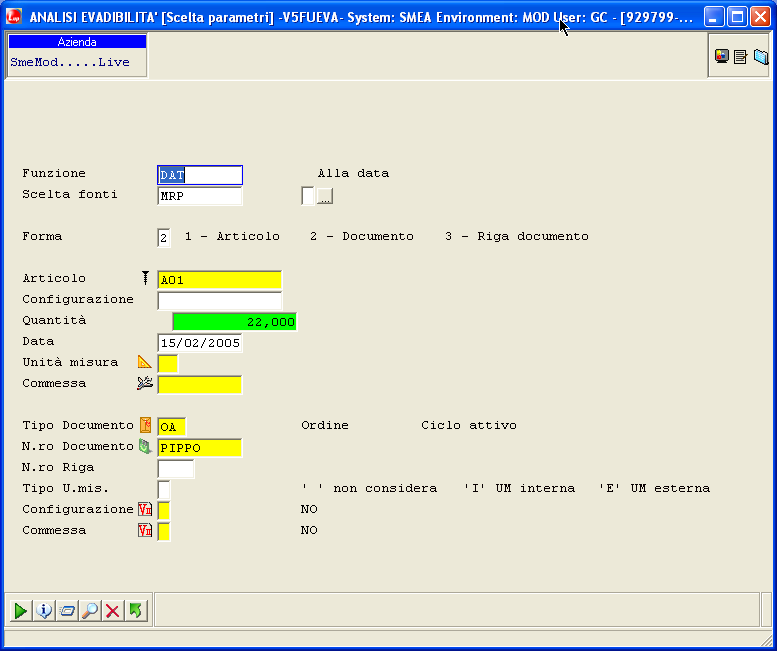 ANALISI EVADIBILITA' [Scelta parametri] -V5FUEVA- System: SMEA Environment: MOD User: GC - [929799-...
Azienda
SmeMod.....Live
Funzione DAT Alla data
Scelta fonti MRP ...
Forma 2 1 - Articolo 2 - Documento 3 - Riga documento
Articolo A01
Configurazione
Quantità 22,000
Data 15/02/2005
Unità misura
Commessa
Tipo Documento OA Ordine Ciclo attivo
N.ro Documento PIPPO
N.ro Riga
Tipo U.mis. ' ' non considera 'I' UM interna 'E' UM esterna
Configurazione NO
Commessa NO